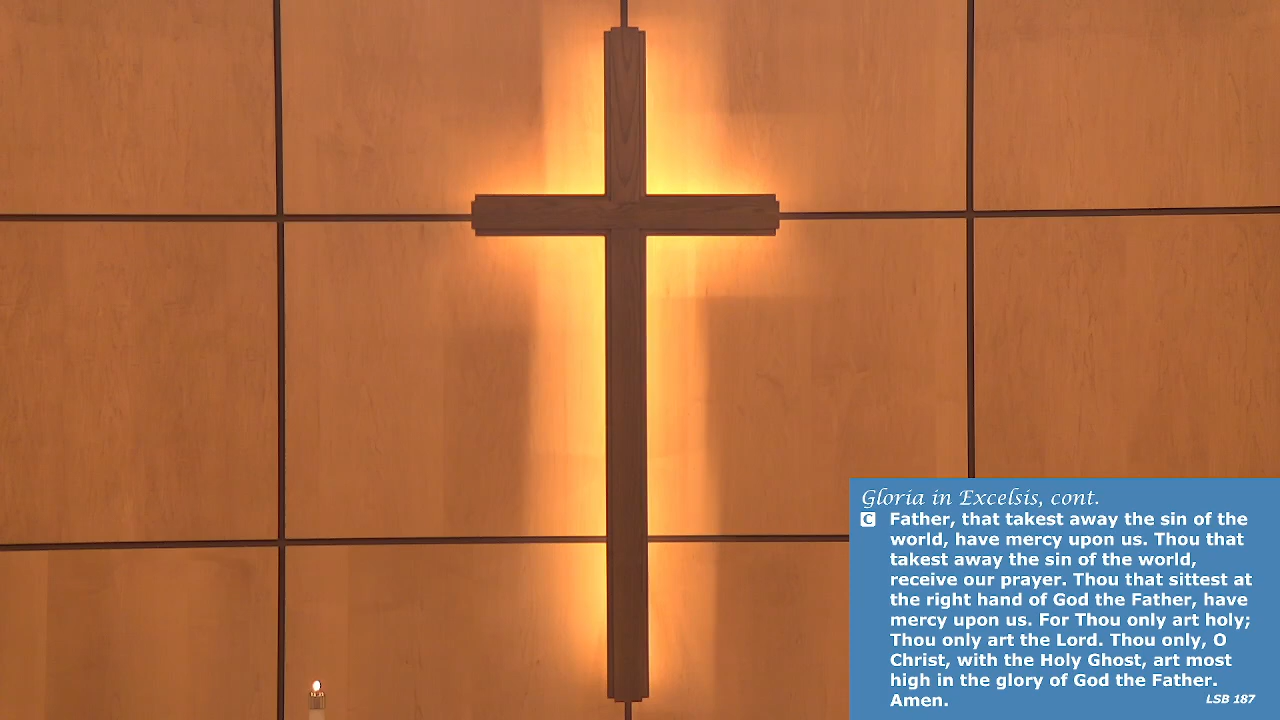 Gloria in Excelsis, cont.
C Father, that takest away the sin of the
world, have mercy upon us. Thou that
takest away the sin of the world,
receive our prayer. Thou that sittest at
the right hand of God the Father, have
mercy upon us. For Thou only art holy;
Thou only art the Lord. Thou only, O
Christ, with the Holy Ghost, art most
high in the glory of God the Father.
Amen. LSB 187